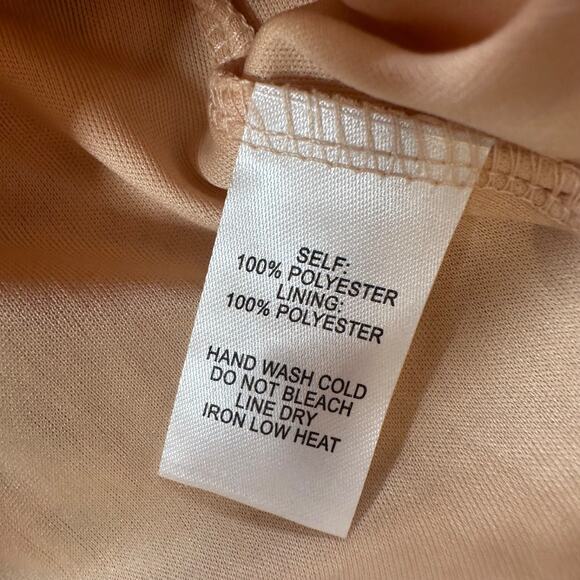 SELF:
100% POLYESTER
LINING:
100% POLYESTER
HAND WASH COLD
DO NOT BLEACH
LINE DRY
IRON LOW HEAT